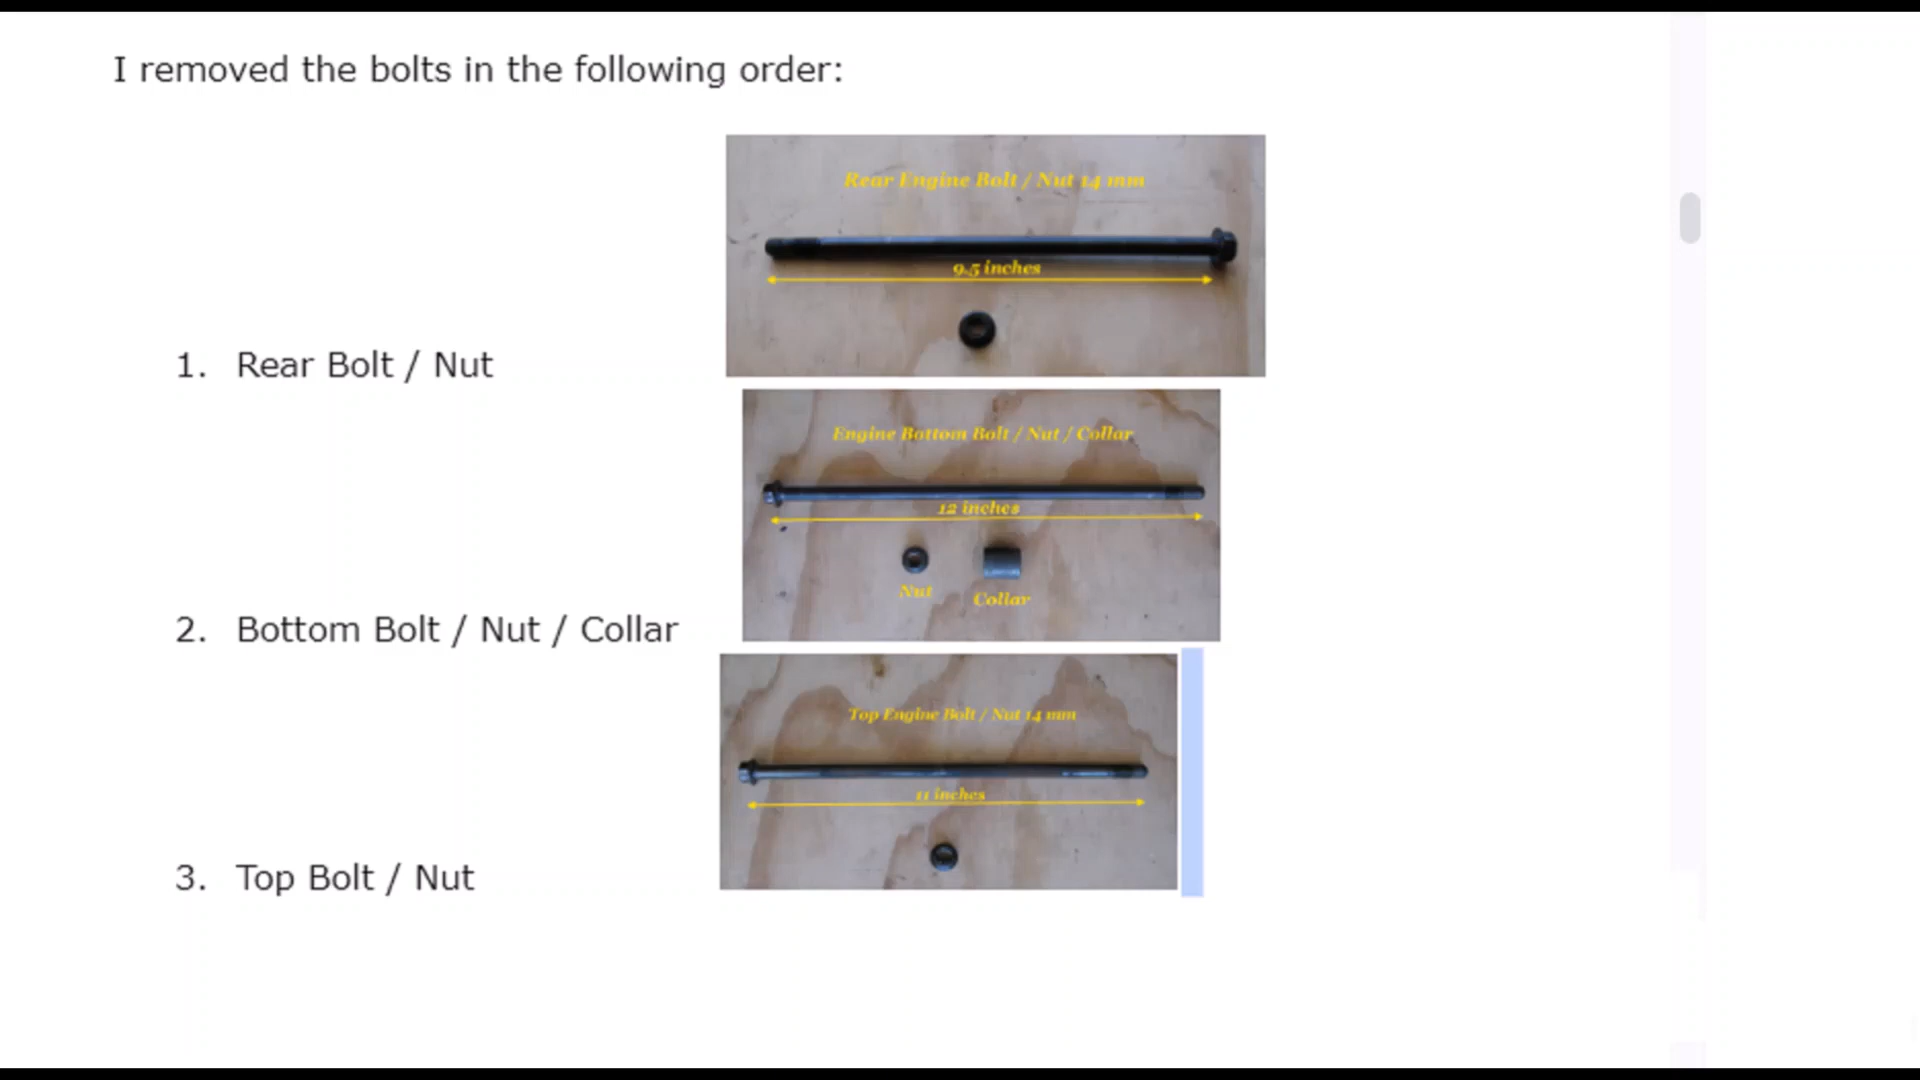 I removed the bolts in the following order:
Rear Engine Bolt / Nut 14 mm
9.5 inches
1. Rear Bolt / Nut
Engine Bottom Bolt / Nut / Collar
12 inches
Nut
Collar
2. Bottom Bolt / Nut / Collar
Top Engine Bolt / Nut 14 mm
11 inches
3. Top Bolt / Nut